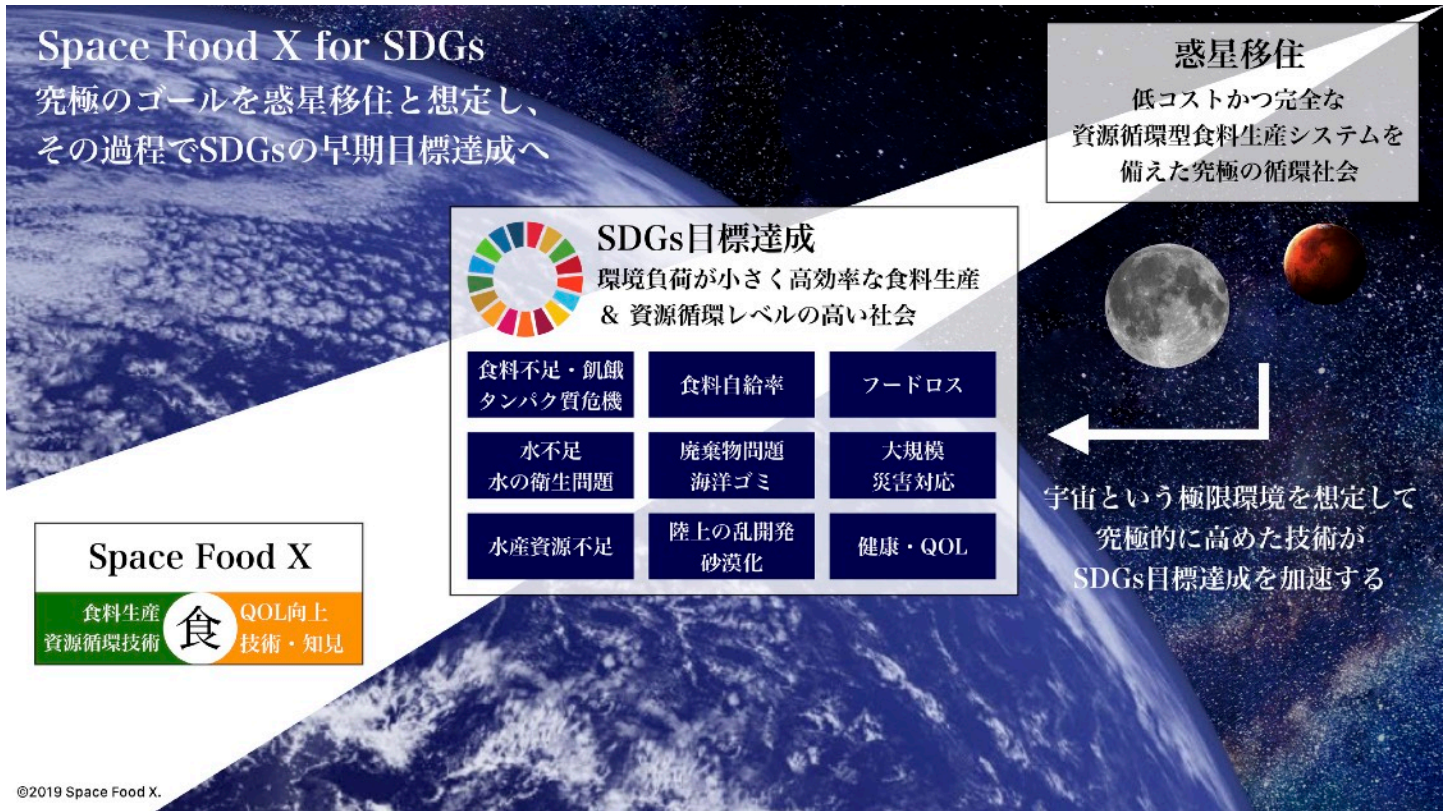 Space Food X for SDGs
究極のゴールを惑星移住と想定し、
その過程でSDGsの早期目標達成へ
惑星移住
低コストかつ完全な
資源循環型食料生産システムを
備えた究極の循環社会
SDGs目標達成
環境負荷が小さく高効率な食料生産
& 資源循環レベルの高い社会
食料不足・飢餓
タンパク質危機
食料自給率
フードロス
水不足
水の衛生問題
廃棄物問題
海洋ゴミ
大規模
災害対応
水産資源不足
陸上の乱開発
砂漠化
健康・QOL
宇宙という極限環境を想定して
究極的に高めた技術が
SDGs目標達成を加速する
Space Food X
食料生産
資源循環技術
食
QOL向上
技術・知見
©2019 Space Food X.